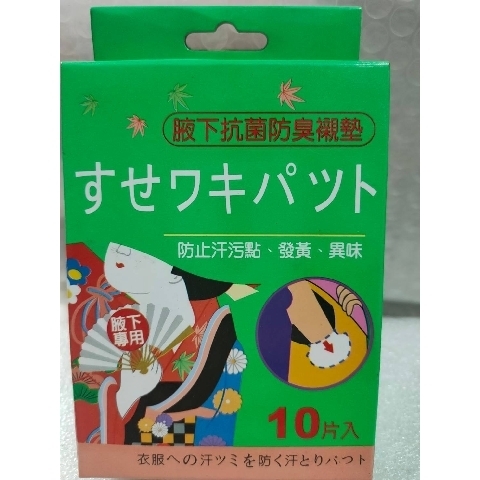 腋下抗菌防臭襯墊
すせワキパツト
防止汗污點、發黃、異味
腋下
專用
10片入
衣服への汗ツミを防く汗とりパつト